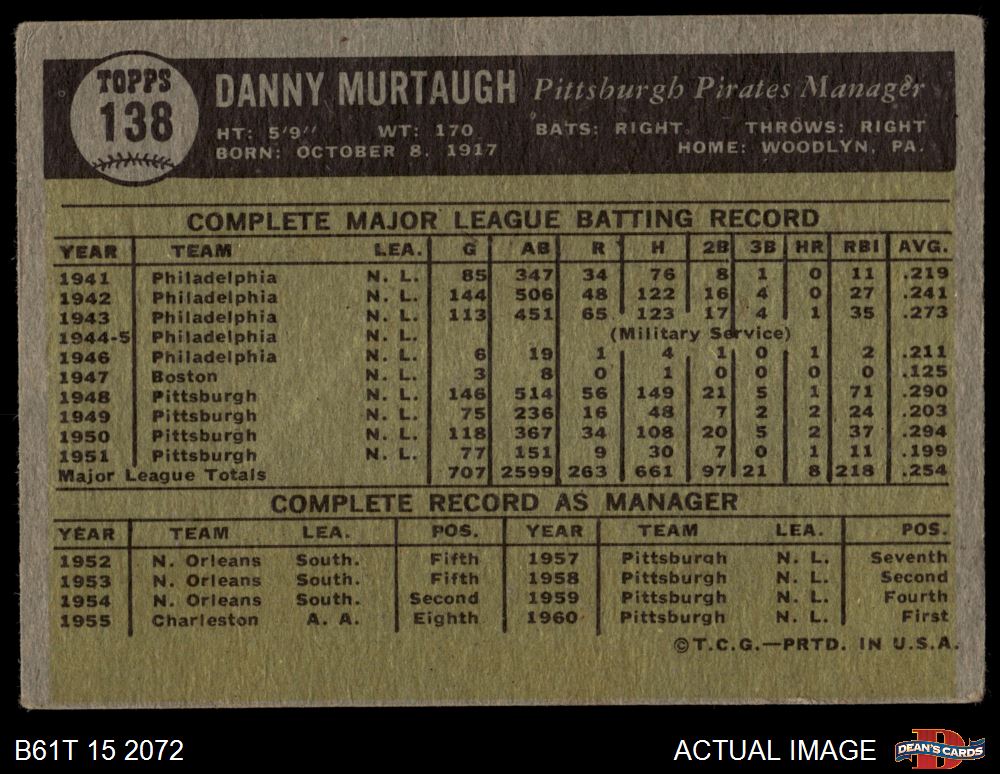 TOPPS
138
DANNY MURTAUGH Pittsburgh Pirates Manager
HT: 5'9" WT: 170 BATS: RIGHT. THROWS: RIGHT
BORN: OCTOBER 8, 1917 HOME: WOODLYN, PA.
COMPLETE MAJOR LEAGUE BATTING RECORD
YEAR TEAM LEA. G AB R H 2B 3B HR RBI AVG.
1941 Philadelphia N. L. 85 347 34 76 8 1 0 11 .219
1942 Philadelphia N. L. 144 506 48 122 16 4 0 27 .241
1943 Philadelphia N. L. 113 451 65 123 17 4 1 35 .273
1944-5 Philadelphia N. L. (Military Service)
1946 Philadelphia N. L. 6 19 1 4 1 0 1 2 .211
1947 Boston N. L. 3 8 0 1 0 0 0 0 .125
1948 Pittsburgh N. L. 146 514 56 149 21 5 1 71 .290
1949 Pittsburgh N. L. 75 236 16 48 7 2 2 24 .203
1950 Pittsburgh N. L. 118 367 34 108 20 5 2 37 .294
1951 Pittsburgh N. L. 77 151 9 30 7 0 1 11 .199
Major League Totals 707 2599 263 661 97 21 8 218 .254
COMPLETE RECORD AS MANAGER
YEAR TEAM LEA. POS. YEAR TEAM LEA. POS.
1952 N. Orleans South. Fifth 1957 Pittsburgh N. L. Seventh
1953 N. Orleans South. Fifth 1958 Pittsburgh N. L. Second
1954 N. Orleans South. Second 1959 Pittsburgh N. L. Fourth
1955 Charleston A. A. Eighth 1960 Pittsburgh N. L. First
©T.C.G.—PRTD. IN U.S.A.
B61T 15 2072 ACTUAL IMAGE DEAN'S CARDS